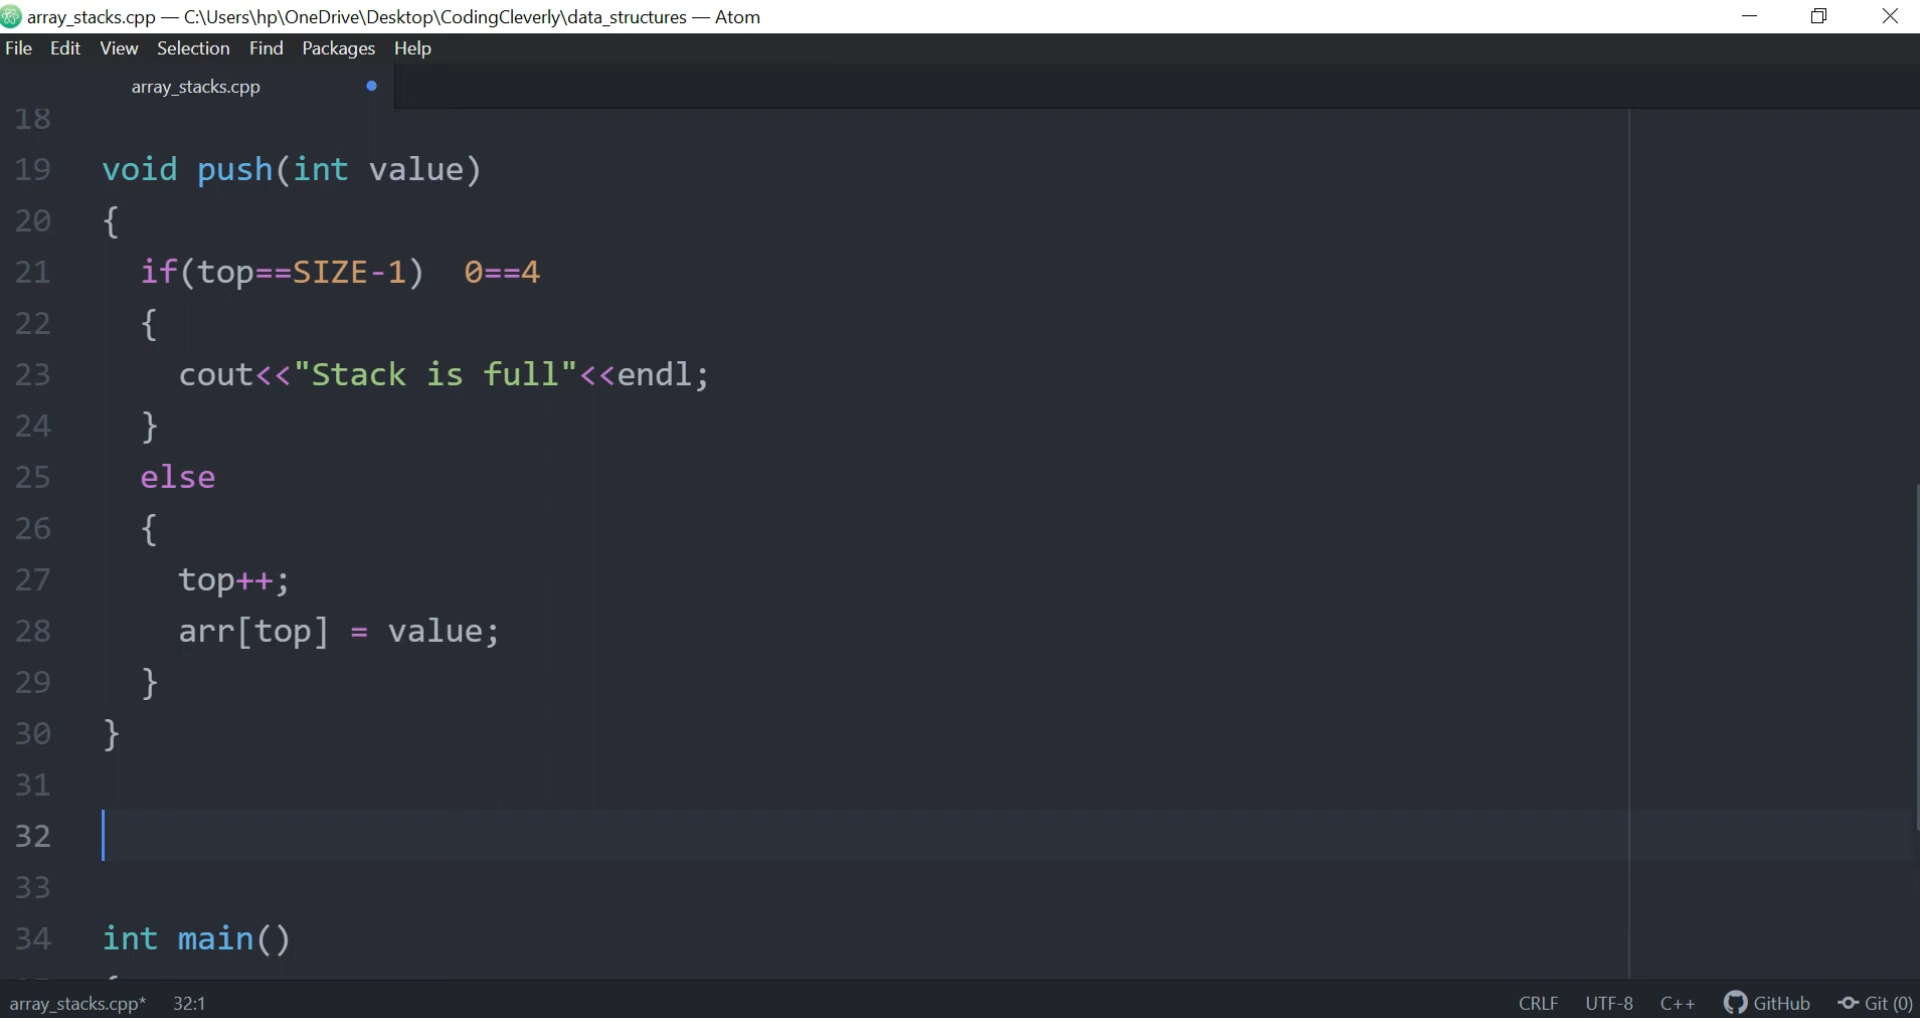 array_stacks.cpp — C:\Users\hp\OneDrive\Desktop\CodingCleverly\data_structures — Atom
File Edit View Selection Find Packages Help
array_stacks.cpp
18
19 void push(int value)
20 {
21 if(top==SIZE-1) 0==4
22 {
23 cout<<"Stack is full"<<endl;
24 }
25 else
26 {
27 top++;
28 arr[top] = value;
29 }
30 }
31
32
33
34 int main()
array_stacks.cpp* 32:1 CRLF UTF-8 C++ GitHub Git (0)